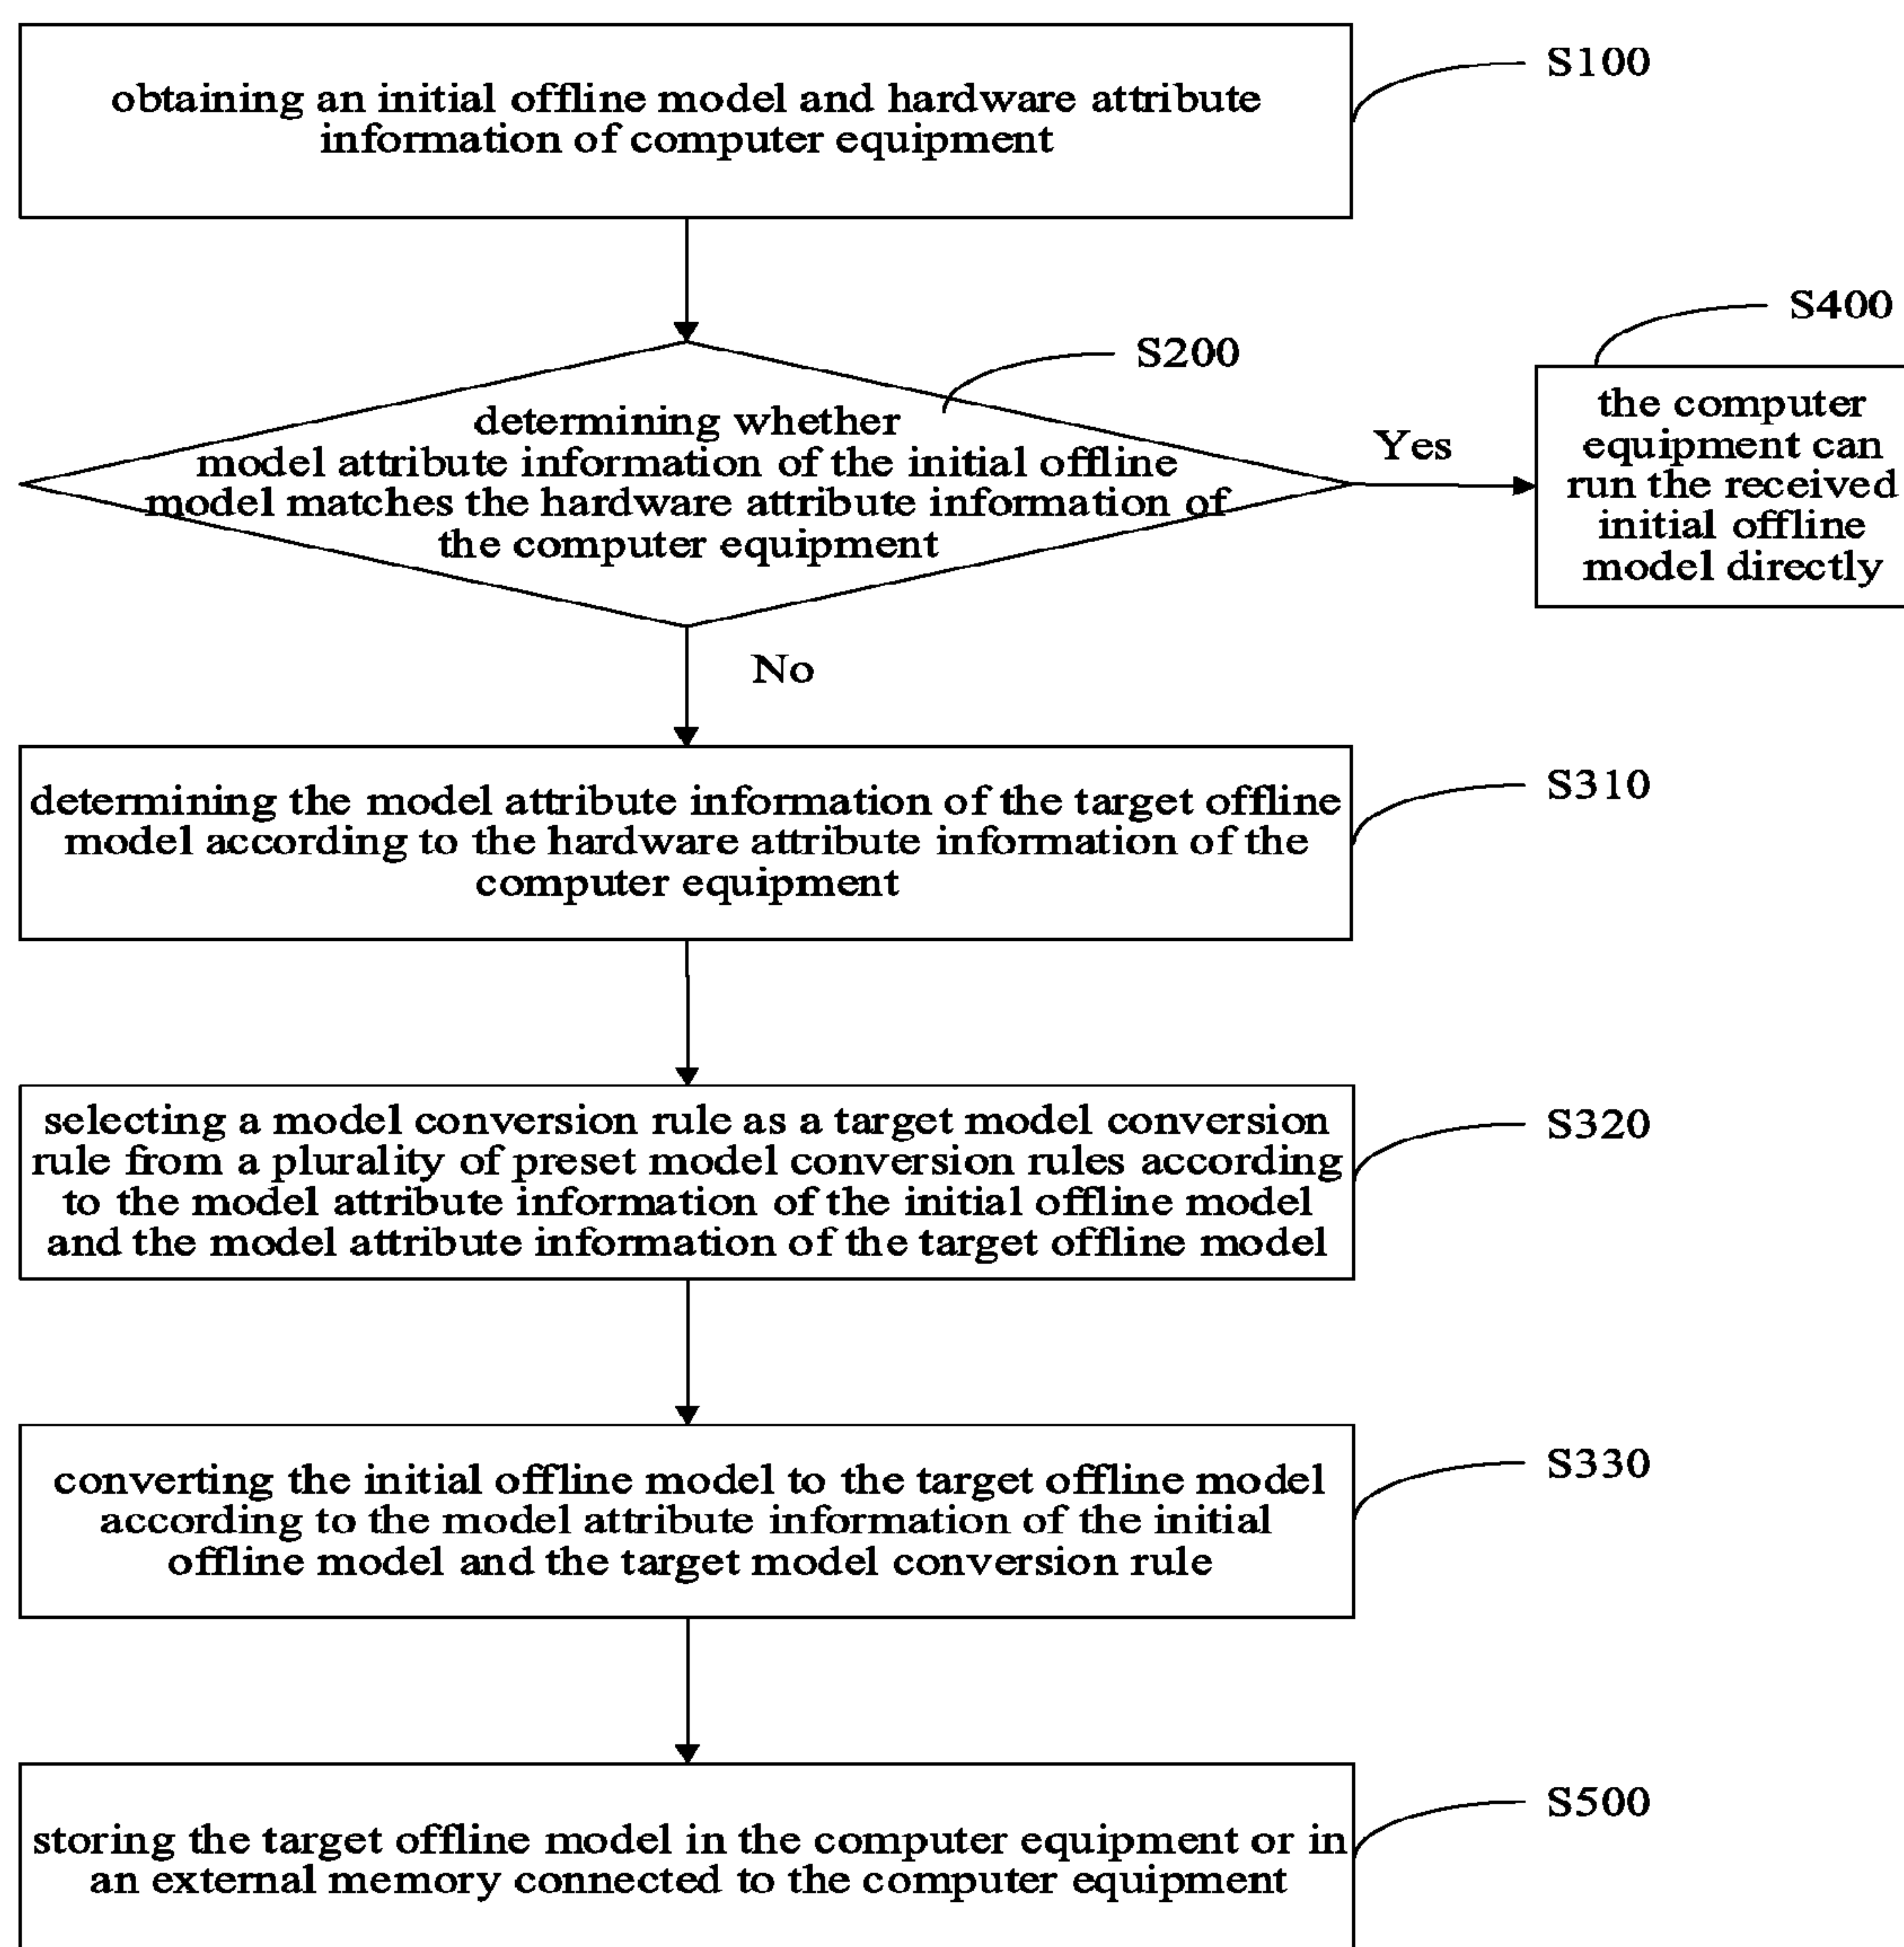 obtaining an initial offline model and hardware attribute
information of computer equipment
S100
determining whether
model attribute information of the initial offline
model matches the hardware attribute information of
the computer equipment
S200
Yes
S400
the computer
equipment can
run the received
initial offline
model directly
No
determining the model attribute information of the target offline
model according to the hardware attribute information of the
computer equipment
S310
selecting a model conversion rule as a target model conversion
rule from a plurality of preset model conversion rules according
to the model attribute information of the initial offline model
and the model attribute information of the target offline model
S320
converting the initial offline model to the target offline model
according to the model attribute information of the initial
offline model and the target model conversion rule
S330
storing the target offline model in the computer equipment or in
an external memory connected to the computer equipment
S500